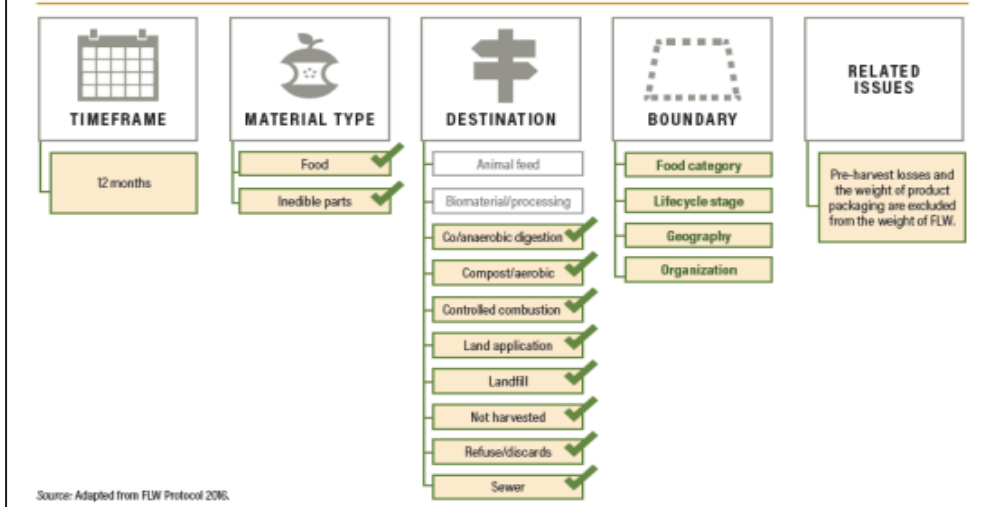 TIMEFRAME
12 months
MATERIAL TYPE
Food
Inedible parts
DESTINATION
Animal feed
Biomaterial/processing
Co/anaerobic digestion
Compost/aerobic
Controlled combustion
Land application
Landfill
Not harvested
Refuse/discards
Sewer
BOUNDARY
Food category
Lifecycle stage
Geography
Organization
RELATED
ISSUES
Pre-harvest losses and
the weight of product
packaging are excluded
from the weight of FLW.
Source: Adapted from FLW Protocol 2016.